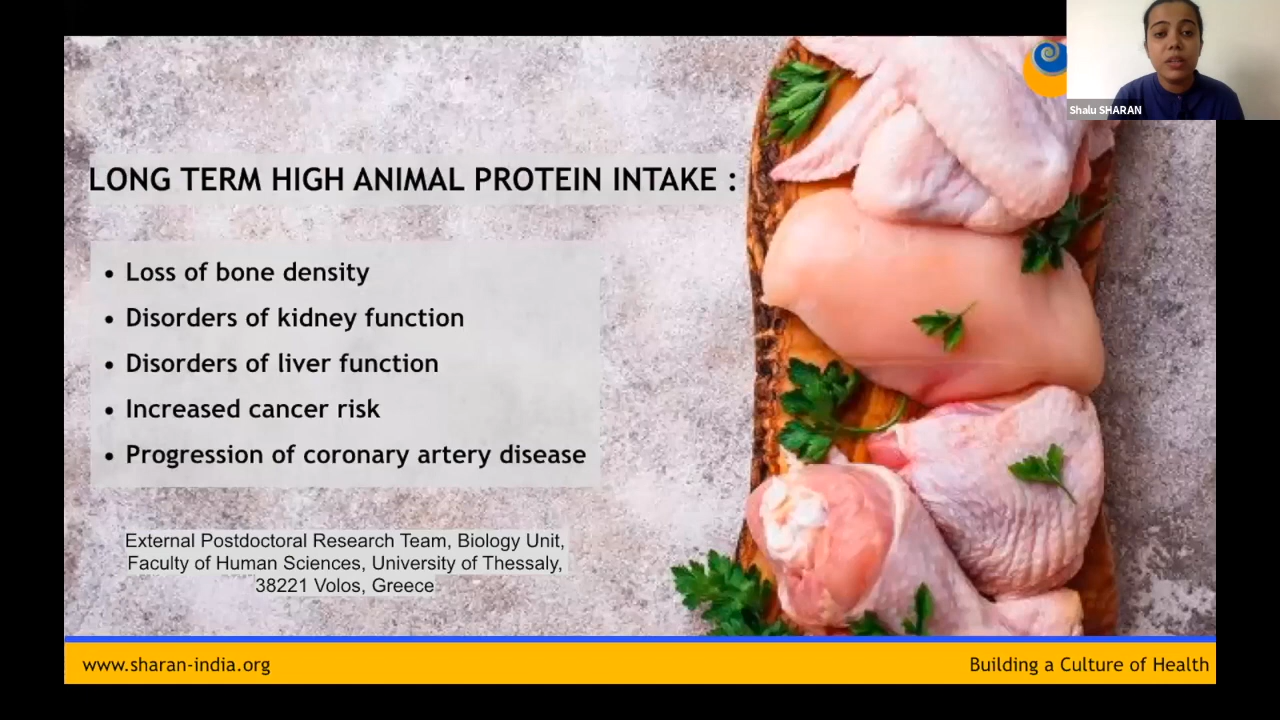 Shalu SHARAN
LONG TERM HIGH ANIMAL PROTEIN INTAKE :
• Loss of bone density
• Disorders of kidney function
• Disorders of liver function
• Increased cancer risk
• Progression of coronary artery disease
External Postdoctoral Research Team, Biology Unit,
Faculty of Human Sciences, University of Thessaly,
38221 Volos, Greece
www.sharan-india.org
Building a Culture of Health